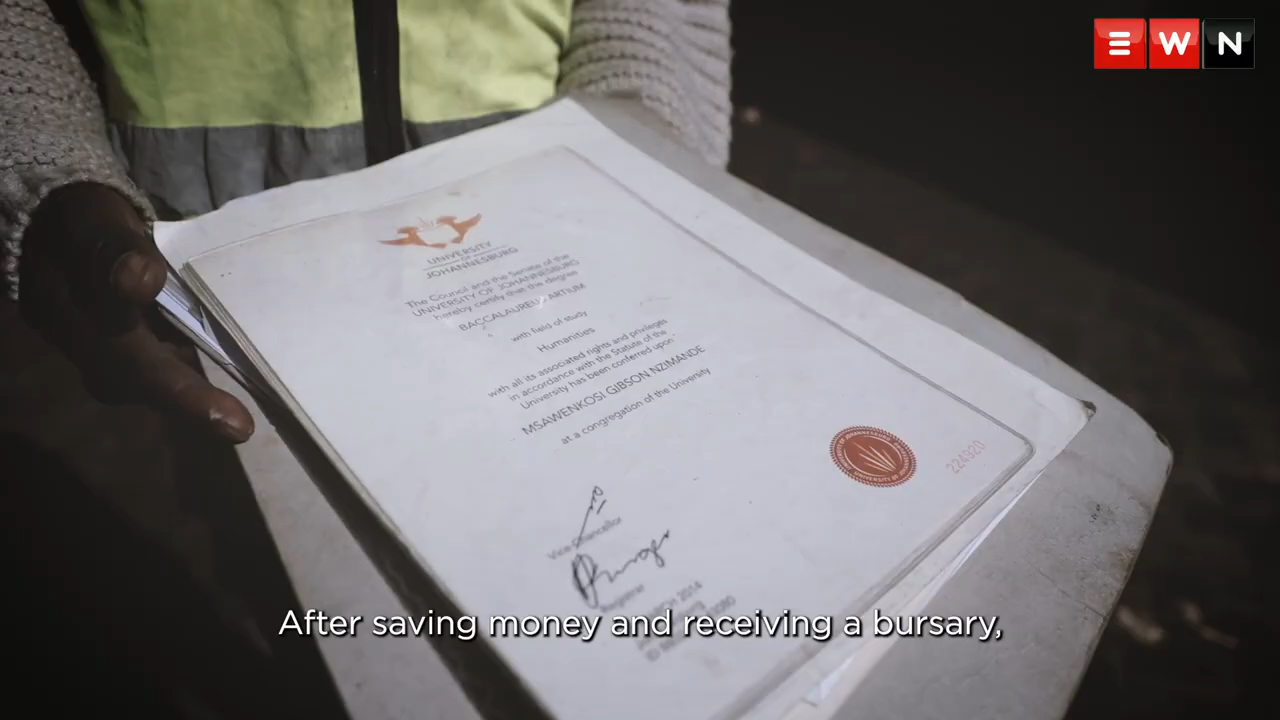 EWN
UNIVERSITY
OF
JOHANNESBURG
The Council and the Senate of the
UNIVERSITY OF JOHANNESBURG
hereby certify that the degree
BACCALAUREUS ARTIUM
with field of study
Humanities
with all its associated rights and privileges
in accordance with the Statute of the
University has been conferred upon
MSAWENKOSI GIBSON NZIMANDE
at a congregation of the University
224920
Vice-Chancellor
Registrar
2014
After saving money and receiving a bursary,